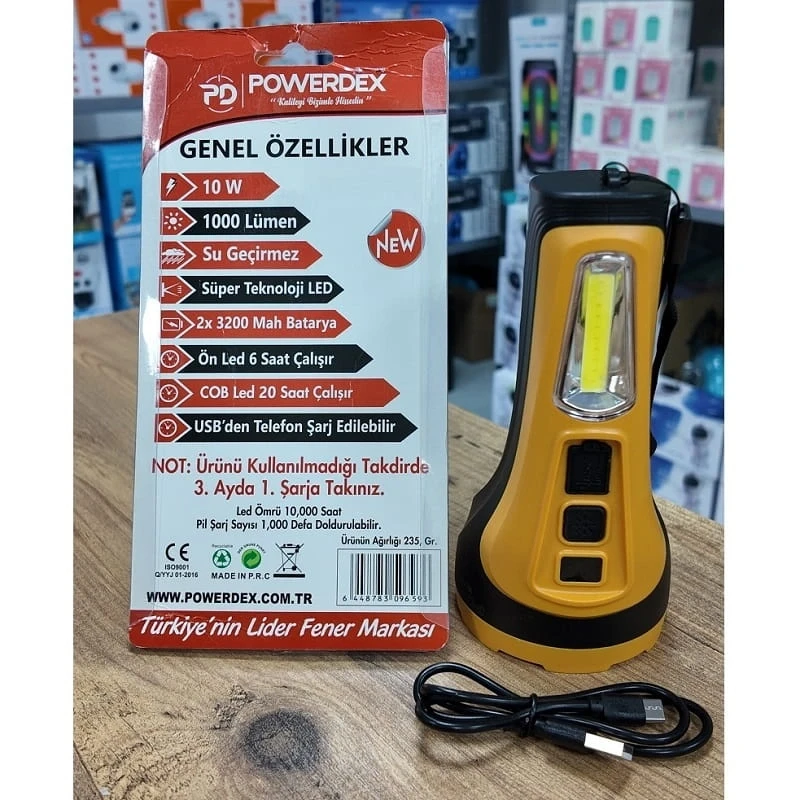 PD POWERDEX
“Kaliteyi Bizimle Hissedin”
GENEL ÖZELLİKLER
10 W
1000 Lümen
Su Geçirmez
NEW
Süper Teknoloji LED
2x 3200 Mah Batarya
Ön Led 6 Saat Çalışır
COB Led 20 Saat Çalışır
USB'den Telefon Şarj Edilebilir
NOT: Ürünü Kullanılmadığı Takdirde
3. Ayda 1. Şarja Takınız.
Led Ömrü 10,000 Saat
Pil Şarj Sayısı 1,000 Defa Doldurulabilir.
Ürünün Ağırlığı 235, Gr.
CE
ISO9001
Q/YYJ 01-2016
Recyclable
MADE IN P.R.C
6 448783 096593
WWW.POWERDEX.COM.TR
Türkiye'nin Lider Fener Markası